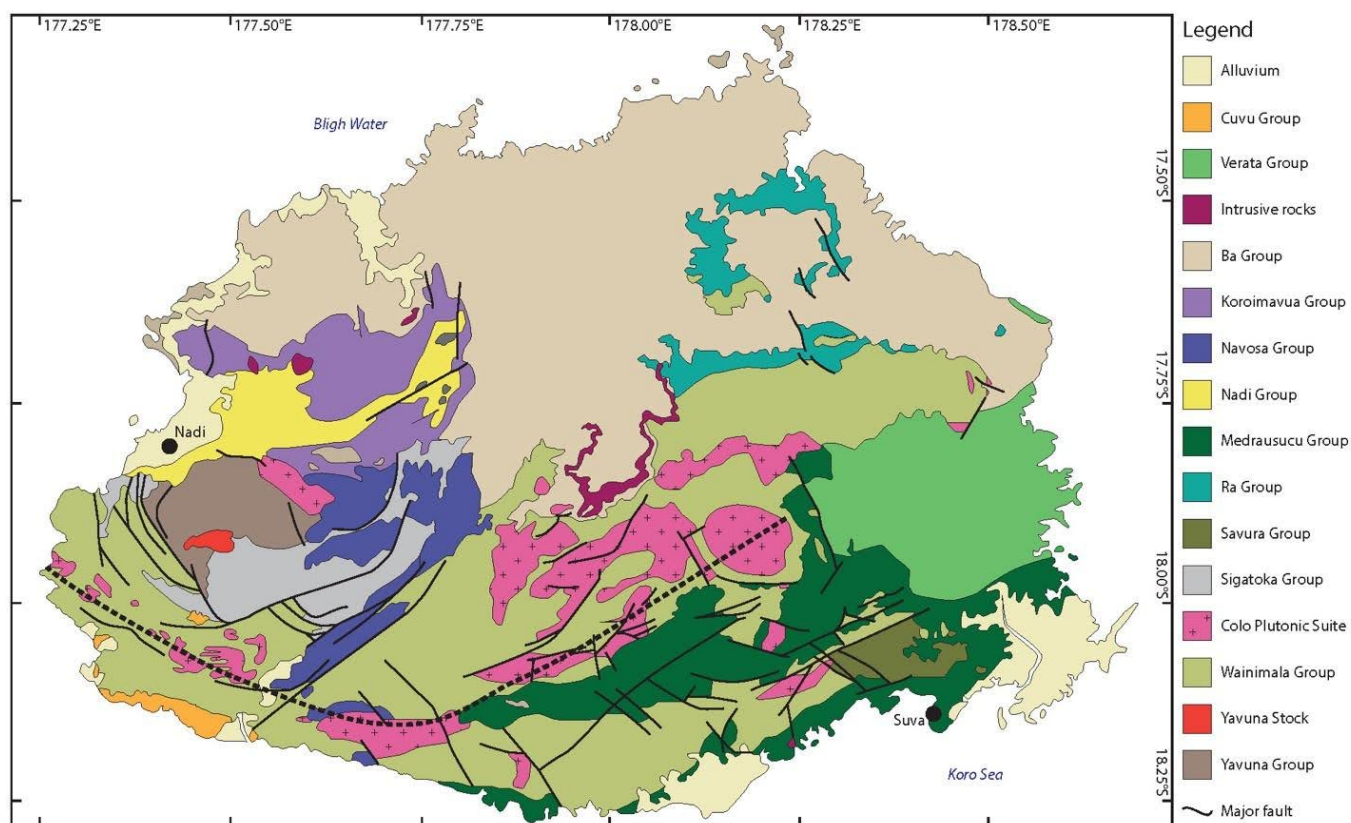 177.25°E
177.50°E
177.75°E
178.00°E
178.25°E
178.50°E
Bligh Water
17.50°S
17.75°S
Nadi
18.00°S
Suva
Koro Sea
18.25°S
Legend
Alluvium
Cuvu Group
Verata Group
Intrusive rocks
Ba Group
Koroimavua Group
Navosa Group
Nadi Group
Medrausucu Group
Ra Group
Savura Group
Sigatoka Group
Colo Plutonic Suite
Wainimala Group
Yavuna Stock
Yavuna Group
Major fault